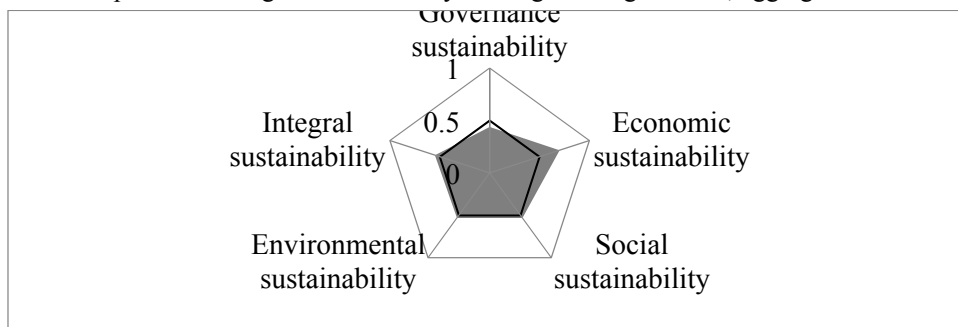 Governance
sustainability
1
Integral
sustainability
0.5
Economic
sustainability
0
Environmental
sustainability
Social
sustainability